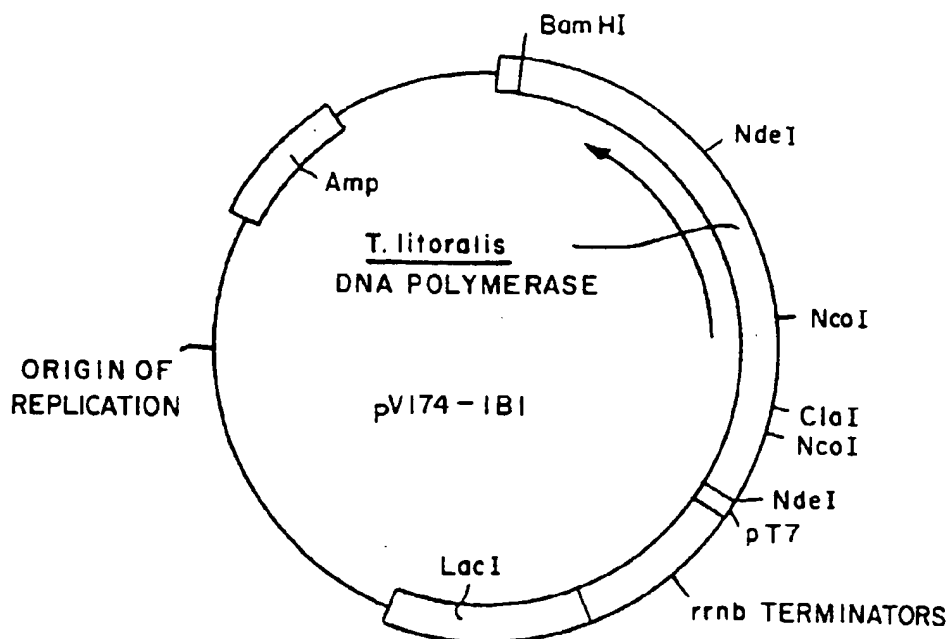 Bam HI
Nde I
Amp
T. litoralis
DNA POLYMERASE
Nco I
ORIGIN OF
REPLICATION
pV174-1B1
Cla I
Nco I
Nde I
pT7
Lac I
rrnb TERMINATORS